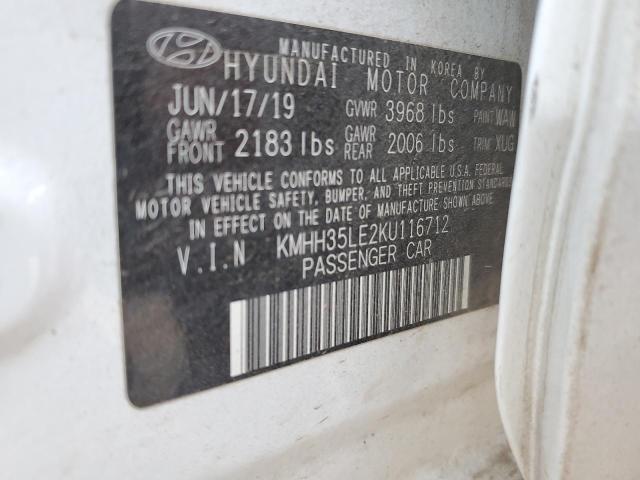 MANUFACTURED IN KOREA BY
HYUNDAI MOTOR COMPANY
JUN/17/19 GVWR 3968 lbs PAINT WAW
GAWR FRONT 2183 lbs GAWR REAR 2006 lbs TRIM XUG
THIS VEHICLE CONFORMS TO ALL APPLICABLE U.S.A. FEDERAL
MOTOR VEHICLE SAFETY, BUMPER, AND THEFT PREVENTION STANDARDS
IN EFFECT ON THE DATE OF MANUFACTURE SHOWN ABOVE.
V.I.N KMHH35LE2KU116712
PASSENGER CAR